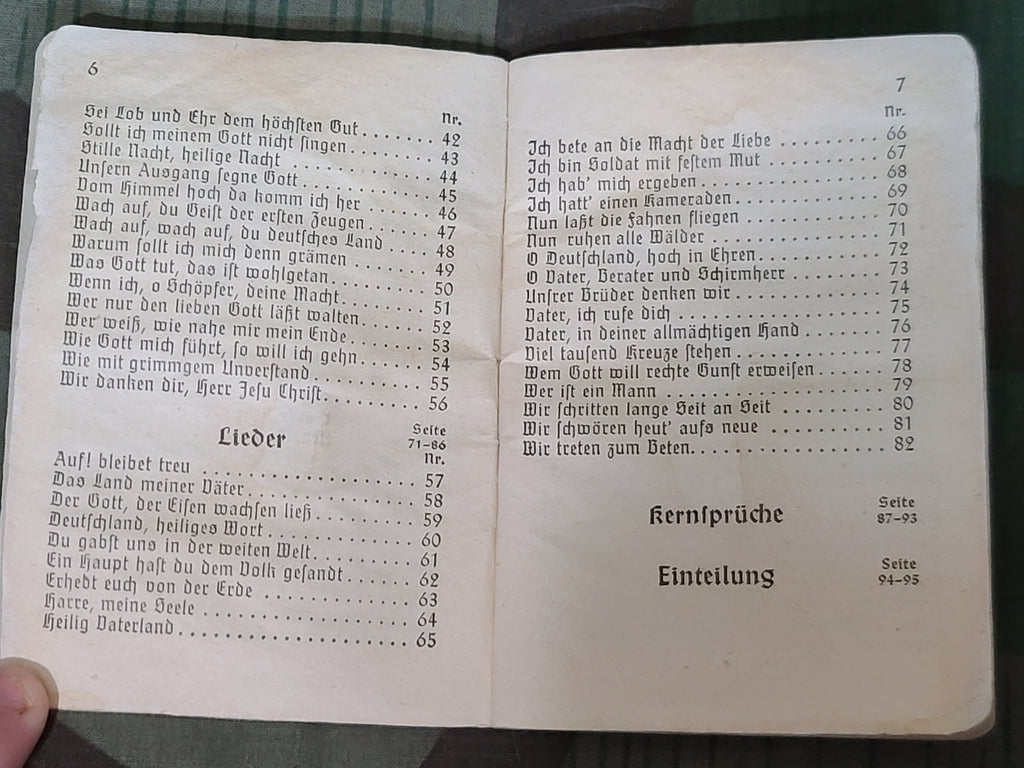 6
Nr.
Sei Lob und Ehr dem höchsten Gut........ 42
Sollt ich meinem Gott nicht singen........ 43
Stille Nacht, heilige Nacht ............ 44
Unsern Ausgang segne Gott............ 45
Vom Himmel hoch da komm ich her....... 46
Wach auf, du Geist der ersten Zeugen....... 47
Wach auf, wach auf, du deutsches Land..... 48
Warum sollt ich mich denn grämen........ 49
Was Gott tut, das ist wohlgetan.......... 50
Wenn ich, o Schöpfer, deine Macht........ 51
Wer nur den lieben Gott läßt walten....... 52
Wer weiß, wie nahe mir mein Ende........ 53
Wie Gott mich führt, so will ich gehn...... 54
Wie mit grimmgem Unverstand......... 55
Wir danken dir, Herr Jesu Christ......... 56
Lieder
Seite
71–86
Nr.
Auf! bleibet treu ................... 57
Das Land meiner Väter............... 58
Der Gott, der Eisen wachsen ließ.......... 59
Deutschland, heiliges Wort............. 60
Du gabst uns in der weiten Welt.......... 61
Ein Haupt hast du dem Volk gesandt....... 62
Erhebt euch von der Erde ............. 63
Harre, meine Seele ................. 64
Heilig Vaterland................... 65
7
Nr.
Ich bete an die Macht der Liebe .......... 66
Ich bin Soldat mit festem Mut ........... 67
Ich hab' mich ergeben............... 68
Ich hatt' einen Kameraden............. 69
Nun laßt die Fahnen fliegen ............ 70
Nun ruhen alle Wälder ............... 71
O Deutschland, hoch in Ehren........... 72
O Vater, Berater und Schirmherr ......... 73
Unsrer Brüder denken wir............. 74
Vater, ich rufe dich ................. 75
Vater, in deiner allmächtigen Hand ........ 76
Viel tausend Kreuze stehen ............ 77
Wem Gott will rechte Gunst erweisen....... 78
Wer ist ein Mann .................. 79
Wir schritten lange Seit an Seit .......... 80
Wir schwören heut' aufs neue ........... 81
Wir treten zum Beten................ 82
Kernsprüche
Seite
87–93
Einteilung
Seite
94–95